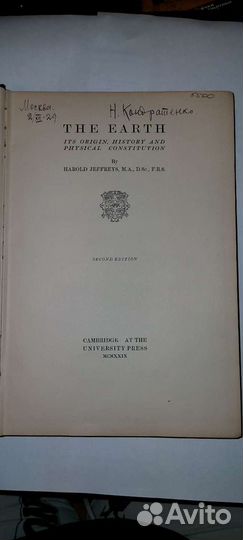 Москва.
Н. Кондратенко
THE EARTH
ITS ORIGIN, HISTORY AND
PHYSICAL CONSTITUTION
By
HAROLD JEFFREYS, M.A., D.Sc., F.R.S.
SECOND EDITION
CAMBRIDGE AT THE
UNIVERSITY PRESS
MCMXXIX
Avito